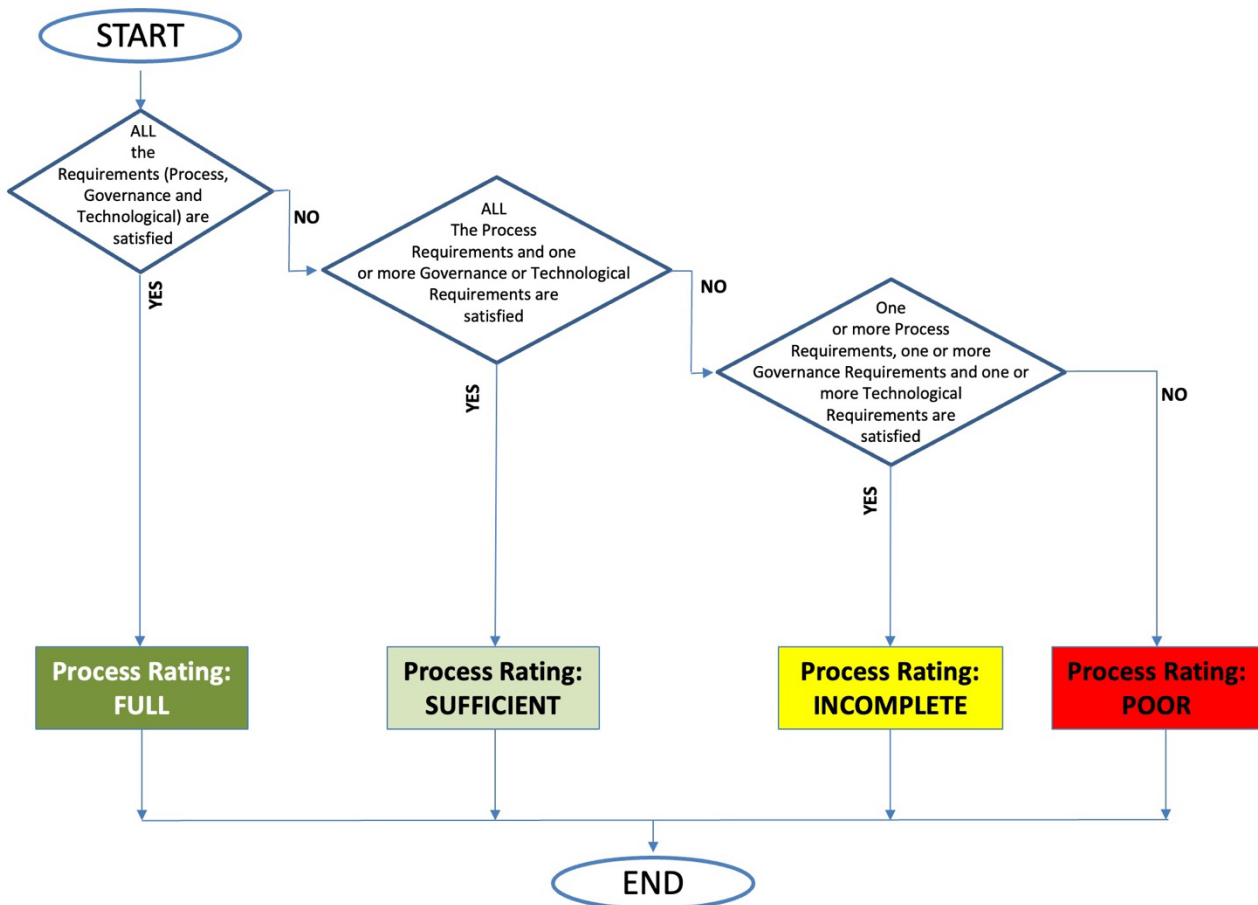 START
ALL
the
Requirements (Process,
Governance and
Technological) are
satisfied
NO
YES
ALL
The Process
Requirements and one
or more Governance or Technological
Requirements are
satisfied
NO
YES
One
or more Process
Requirements, one or more
Governance Requirements and one or
more Technological
Requirements are
satisfied
NO
YES
Process Rating:
FULL
Process Rating:
SUFFICIENT
Process Rating:
INCOMPLETE
Process Rating:
POOR
END